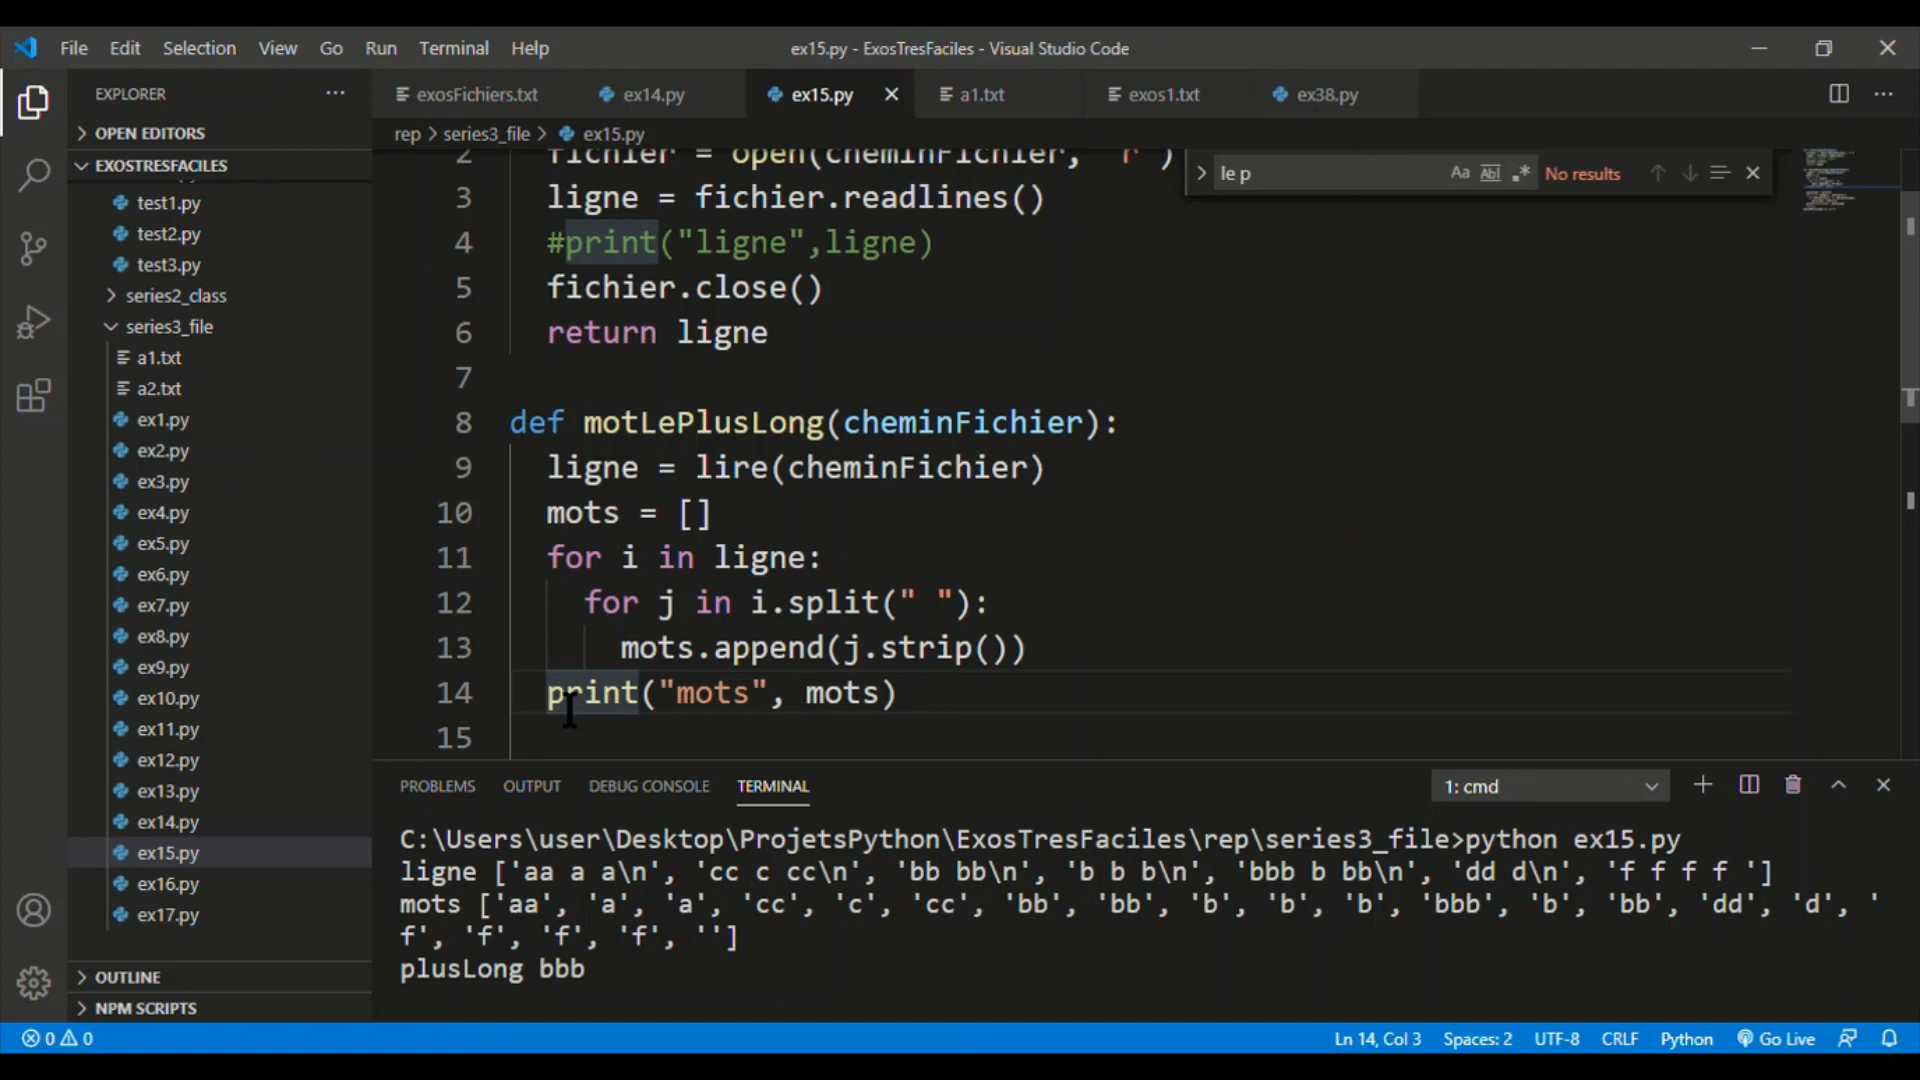 File Edit Selection View Go Run Terminal Help
ex15.py - ExosTresFaciles - Visual Studio Code
EXPLORER ...
exosFichiers.txt ex14.py ex15.py a1.txt exos1.txt ex38.py
OPEN EDITORS
rep > series3_file > ex15.py
EXOSTRESFACILES
test1.py
test2.py
test3.py
series2_class
series3_file
a1.txt
a2.txt
ex1.py
ex2.py
ex3.py
ex4.py
ex5.py
ex6.py
ex7.py
ex8.py
ex9.py
ex10.py
ex11.py
ex12.py
ex13.py
ex14.py
ex15.py
ex16.py
ex17.py
OUTLINE
NPM SCRIPTS
le p Aa Abl .* No results
2 fichier = open(cheminFichier, 'r')
3 ligne = fichier.readlines()
4 #print("ligne",ligne)
5 fichier.close()
6 return ligne
7
8 def motLePlusLong(cheminFichier):
9 ligne = lire(cheminFichier)
10 mots = []
11 for i in ligne:
12 for j in i.split(" "):
13 mots.append(j.strip())
14 print("mots", mots)
15
PROBLEMS OUTPUT DEBUG CONSOLE TERMINAL 1: cmd
C:\Users\user\Desktop\ProjetsPython\ExosTresFaciles\rep\series3_file>python ex15.py
ligne ['aa a a\n', 'cc c cc\n', 'bb bb\n', 'b b b\n', 'bbb b bb\n', 'dd d\n', 'f f f f ']
mots ['aa', 'a', 'a', 'cc', 'c', 'cc', 'bb', 'bb', 'b', 'b', 'b', 'bbb', 'b', 'bb', 'dd', 'd', '
f', 'f', 'f', 'f', '']
plusLong bbb
0 0 Ln 14, Col 3 Spaces: 2 UTF-8 CRLF Python Go Live